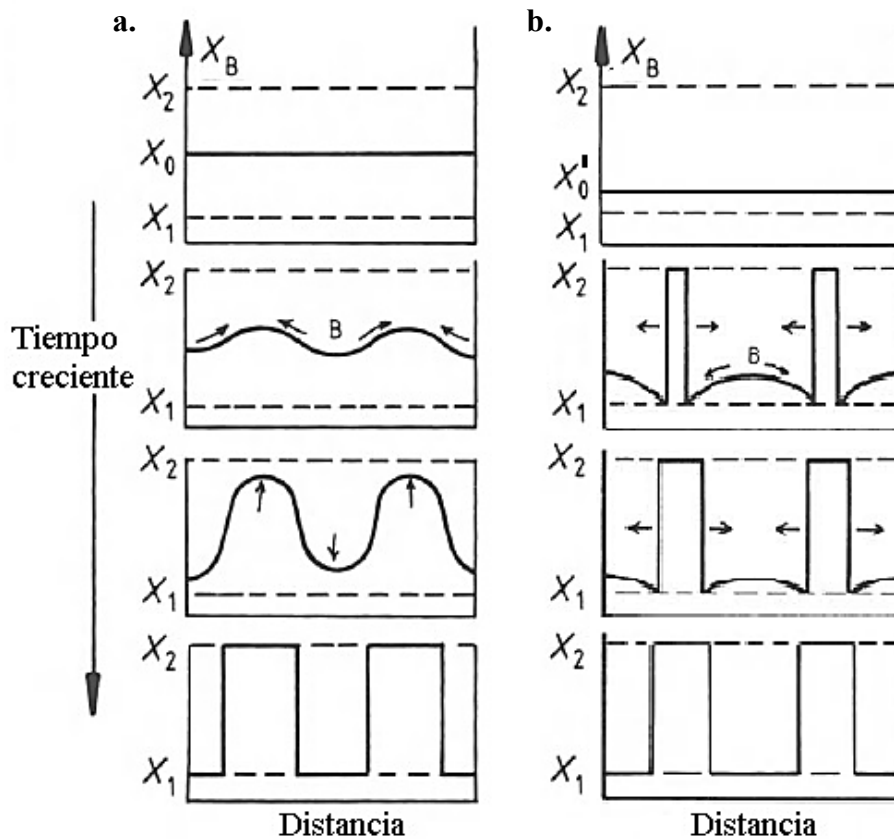 a.
X_B
X_2
X_0
X_1
X_2
B
X_1
X_2
X_1
X_2
X_1
Distancia
Tiempo
creciente
b.
X_B
X_2
X_0'
X_1
X_2
B
X_1
X_2
X_1
X_2
X_1
Distancia